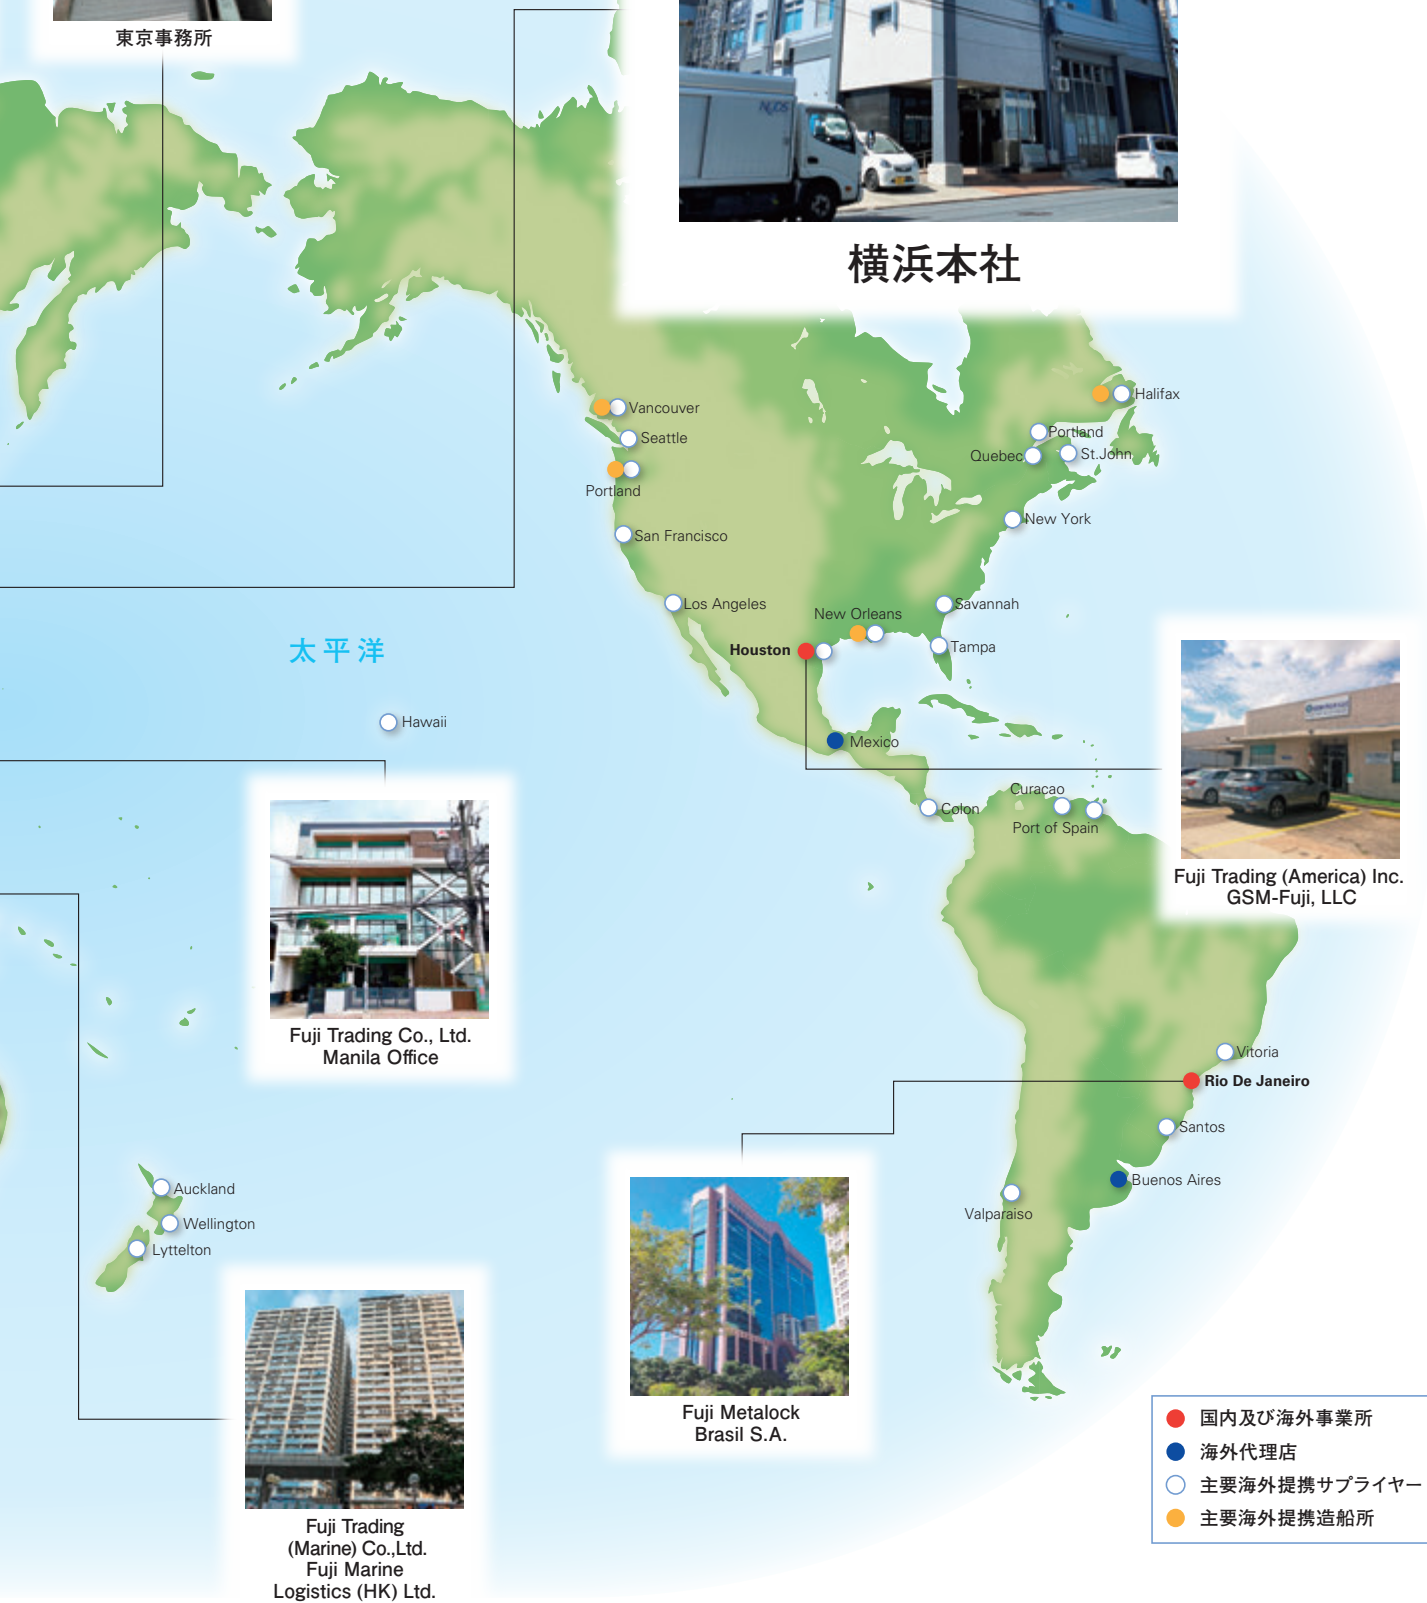 東京事務所
NCDS
横浜本社
Vancouver
Seattle
Portland
San Francisco
Los Angeles
Halifax
Portland
Quebec
St.John
New York
Savannah
New Orleans
Houston
Tampa
太平洋
Hawaii
Mexico
Colon
Curacao
Port of Spain
Fuji Trading (America) Inc.
GSM-Fuji, LLC
Fuji Trading Co., Ltd.
Manila Office
Vitoria
Rio De Janeiro
Santos
Buenos Aires
Valparaiso
Auckland
Wellington
Lyttelton
Fuji Metalock
Brasil S.A.
Fuji Trading
(Marine) Co.,Ltd.
Fuji Marine
Logistics (HK) Ltd.
国内及び海外事業所
海外代理店
主要海外提携サプライヤー
主要海外提携造船所